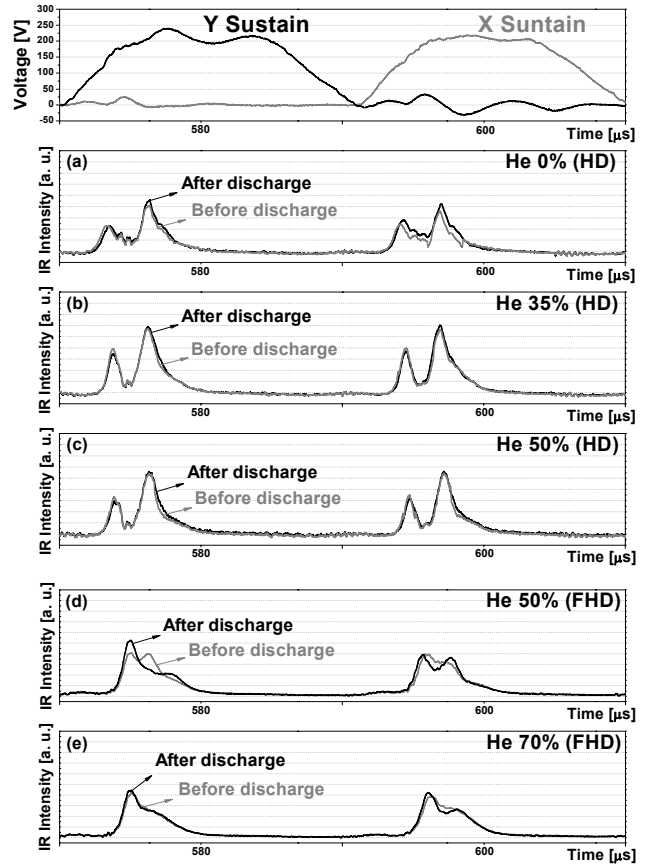 Voltage [V]
300
250
200
150
100
50
0
-50
Y Sustain
X Suntain
580
600
Time [μs]
IR Intensity [a. u.]
(a)
He 0% (HD)
After discharge
Before discharge
580
600
Time [μs]
IR Intensity [a. u.]
(b)
He 35% (HD)
After discharge
Before discharge
580
600
Time [μs]
IR Intensity [a. u.]
(c)
He 50% (HD)
After discharge
Before discharge
580
600
Time [μs]
IR Intensity [a. u.]
(d)
He 50% (FHD)
After discharge
Before discharge
580
600
Time [μs]
IR Intensity [a. u.]
(e)
He 70% (FHD)
After discharge
Before discharge
580
600
Time [μs]